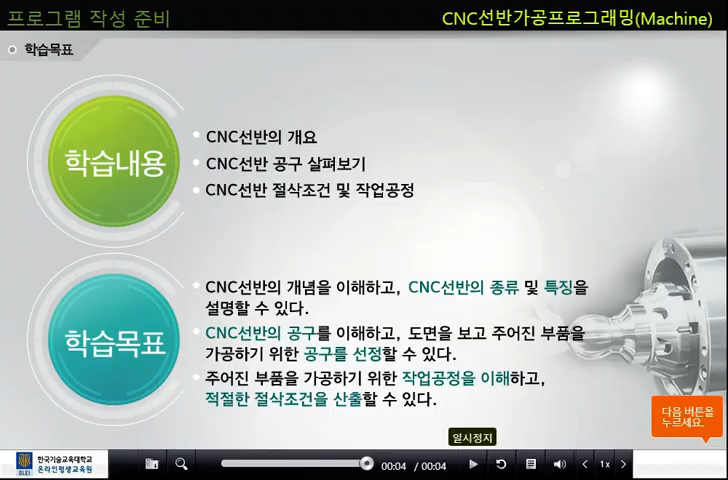 프로그램 작성 준비
CNC선반가공프로그래밍(Machine)
학습목표
학습내용
CNC선반의 개요
CNC선반 공구 살펴보기
CNC선반 절삭조건 및 작업공정
학습목표
CNC선반의 개념을 이해하고, CNC선반의 종류 및 특징을
설명할 수 있다.
CNC선반의 공구를 이해하고, 도면을 보고 주어진 부품을
가공하기 위한 공구를 선정할 수 있다.
주어진 부품을 가공하기 위한 작업공정을 이해하고,
적절한 절삭조건을 산출할 수 있다.
다음 버튼을
누르세요.
일시정지
한국기술교육대학교
온라인평생교육원
OLEI
00:04 / 00:04
1x